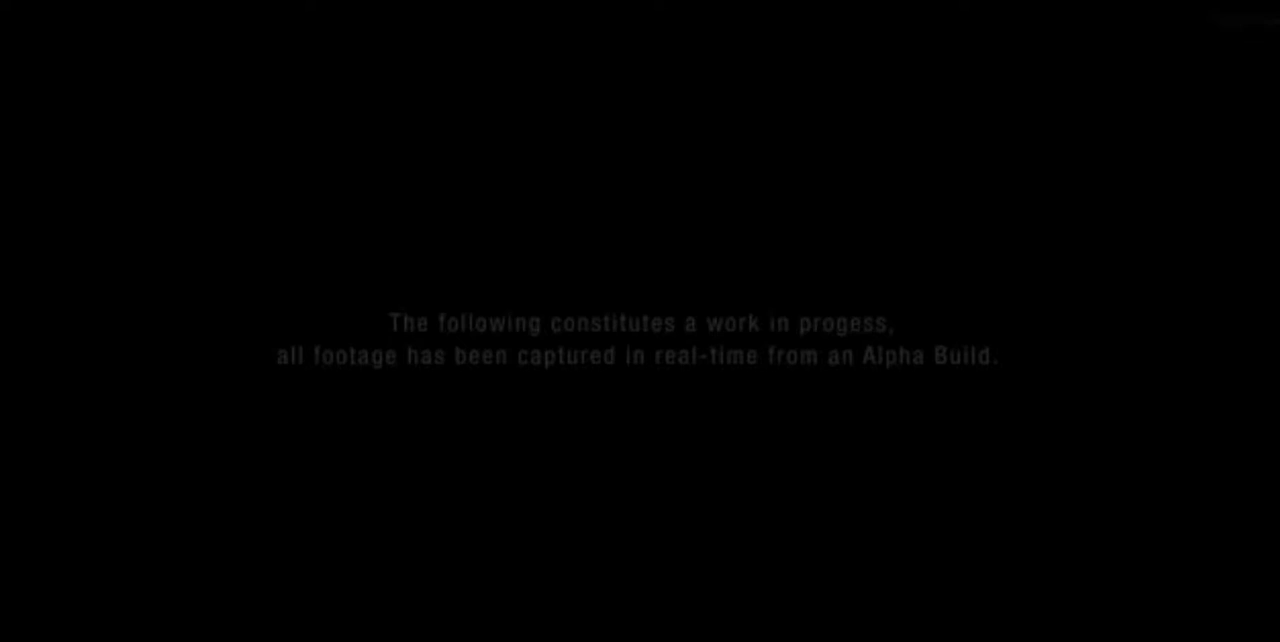 The following constitutes a work in progess,
all footage has been captured in real-time from an Alpha Build.